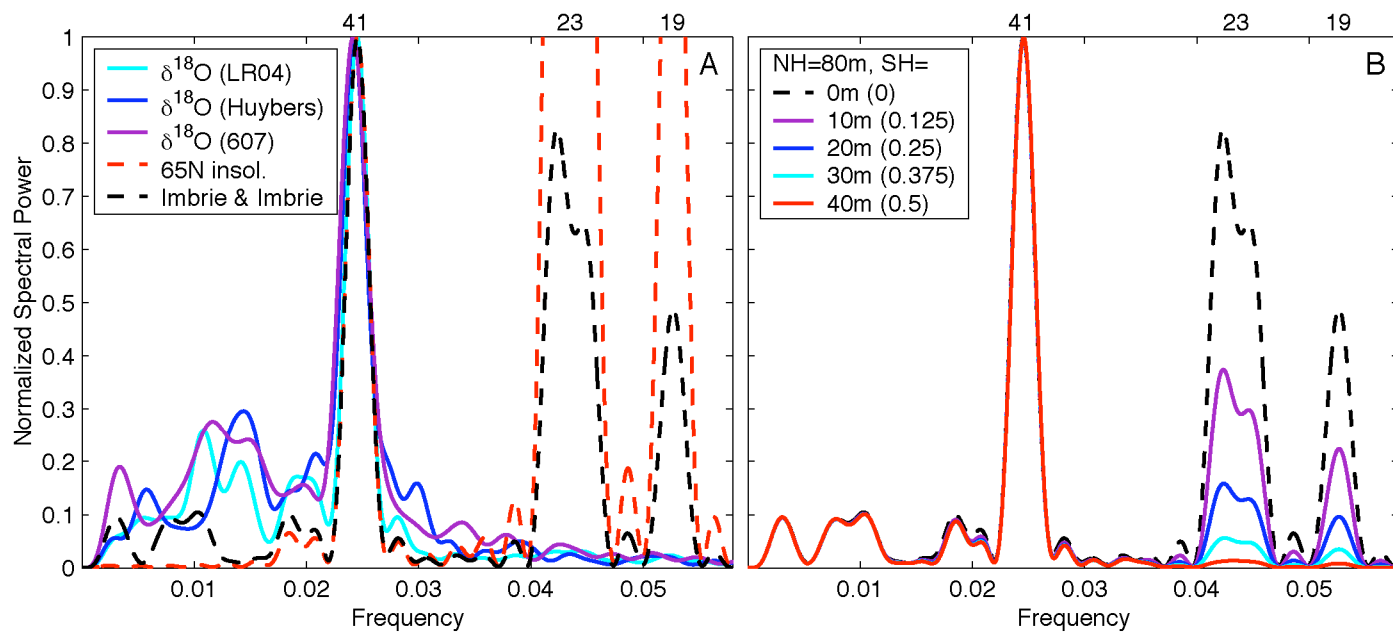 41 23 19
A
δ18O (LR04)
δ18O (Huybers)
δ18O (607)
65N insol.
Imbrie & Imbrie
Normalized Spectral Power
1
0.9
0.8
0.7
0.6
0.5
0.4
0.3
0.2
0.1
0
0.01 0.02 0.03 0.04 0.05
Frequency
41 23 19
B
NH=80m, SH=
0m (0)
10m (0.125)
20m (0.25)
30m (0.375)
40m (0.5)
0.01 0.02 0.03 0.04 0.05
Frequency